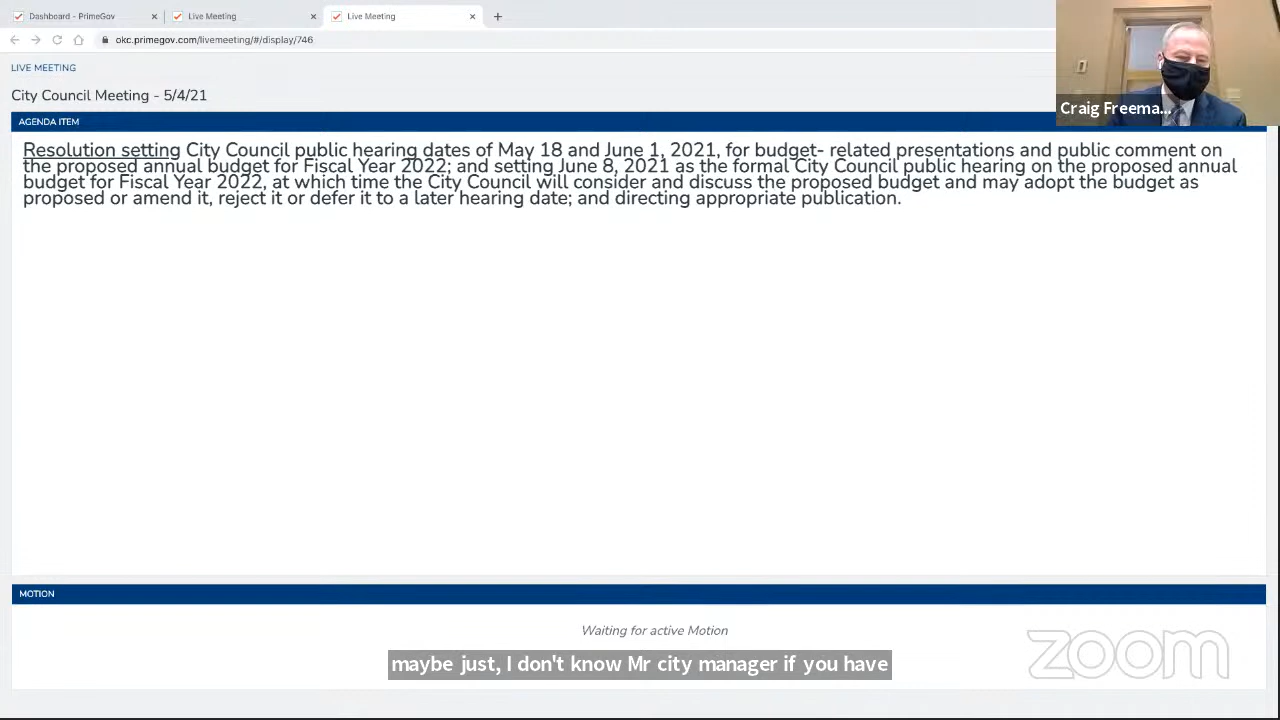 Dashboard - PrimeGov
Live Meeting
Live Meeting
okc.primegov.com/livemeeting/#/display/746
LIVE MEETING
City Council Meeting - 5/4/21
Craig Freema...
AGENDA ITEM
Resolution setting City Council public hearing dates of May 18 and June 1, 2021, for budget- related presentations and public comment on
the proposed annual budget for Fiscal Year 2022; and setting June 8, 2021 as the formal City Council public hearing on the proposed annual
budget for Fiscal Year 2022, at which time the City Council will consider and discuss the proposed budget and may adopt the budget as
proposed or amend it, reject it or defer it to a later hearing date; and directing appropriate publication.
MOTION
Waiting for active Motion
maybe just, I don't know Mr city manager if you have
zoom